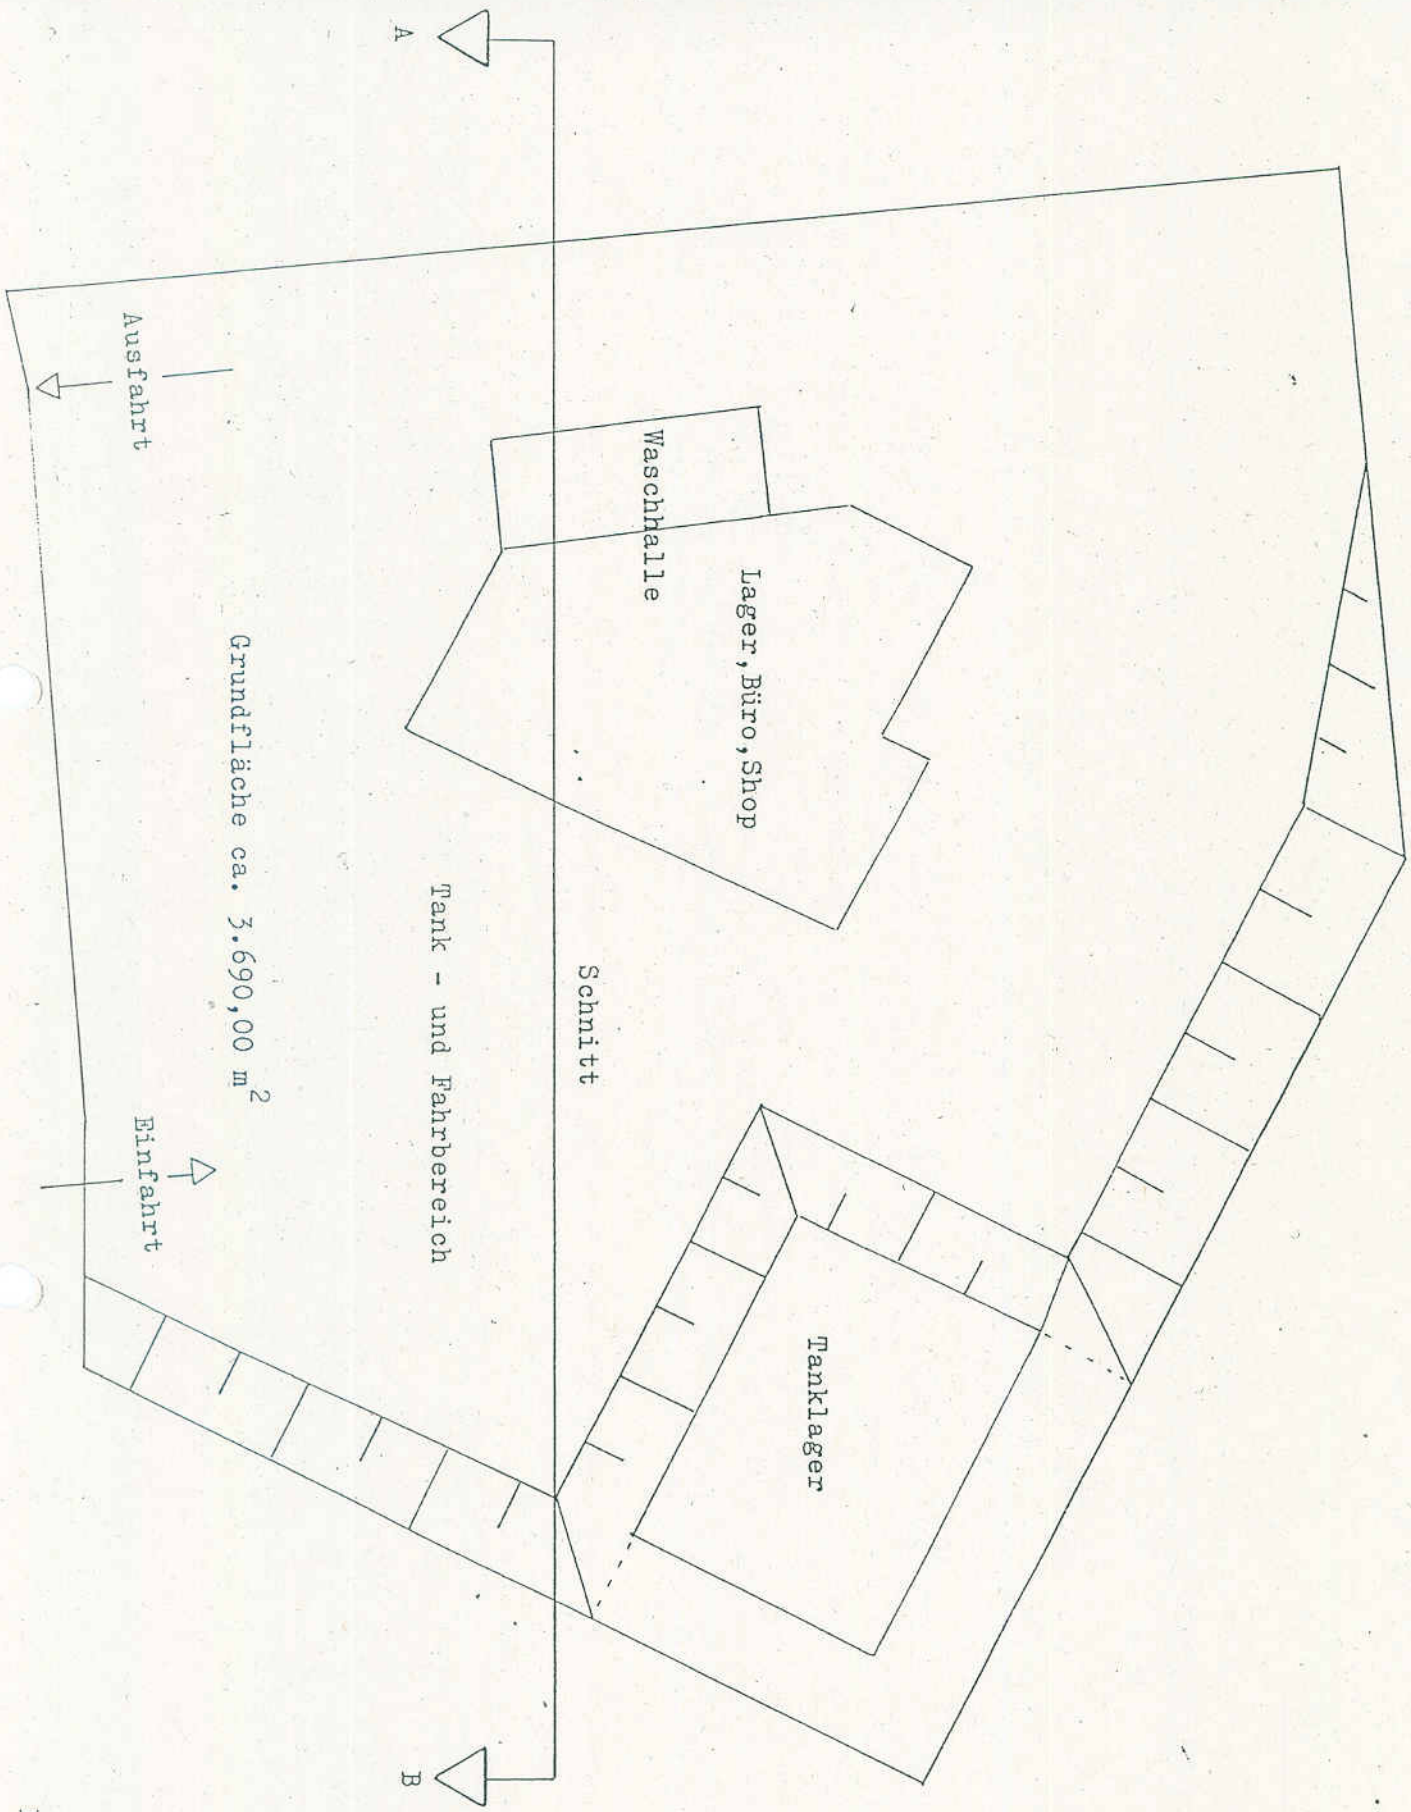 Tanklager
Lager,Büro,Shop
Waschhalle
Schnitt
Tank - und Fahrbereich
A
B
Grundfläche ca. 3.690,00 m²
Einfahrt
Ausfahrt